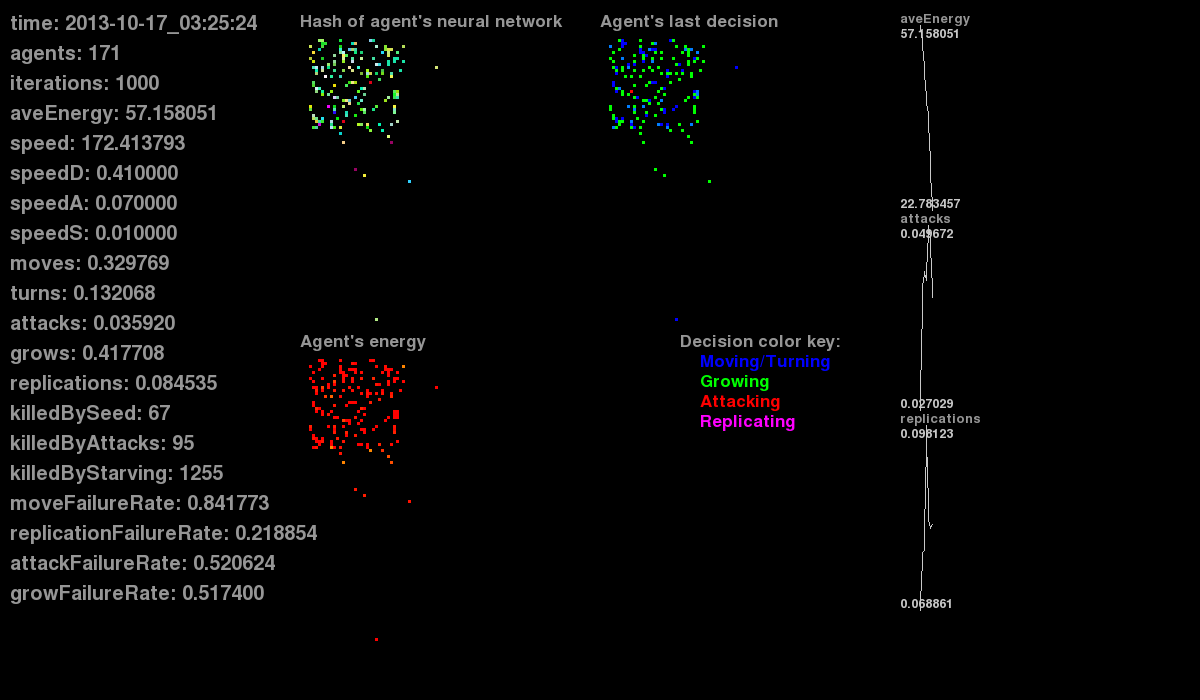 time: 2013-10-17_03:25:24
agents: 171
iterations: 1000
aveEnergy: 57.158051
speed: 172.413793
speedD: 0.410000
speedA: 0.070000
speedS: 0.010000
moves: 0.329769
turns: 0.132068
attacks: 0.035920
grows: 0.417708
replications: 0.084535
killedBySeed: 67
killedByAttacks: 95
killedByStarving: 1255
moveFailureRate: 0.841773
replicationFailureRate: 0.218854
attackFailureRate: 0.520624
growFailureRate: 0.517400
Hash of agent's neural network
Agent's last decision
Agent's energy
Decision color key:
Moving/Turning
Growing
Attacking
Replicating
aveEnergy
57.158051
22.783457
attacks
0.049672
0.027029
replications
0.098123
0.068861